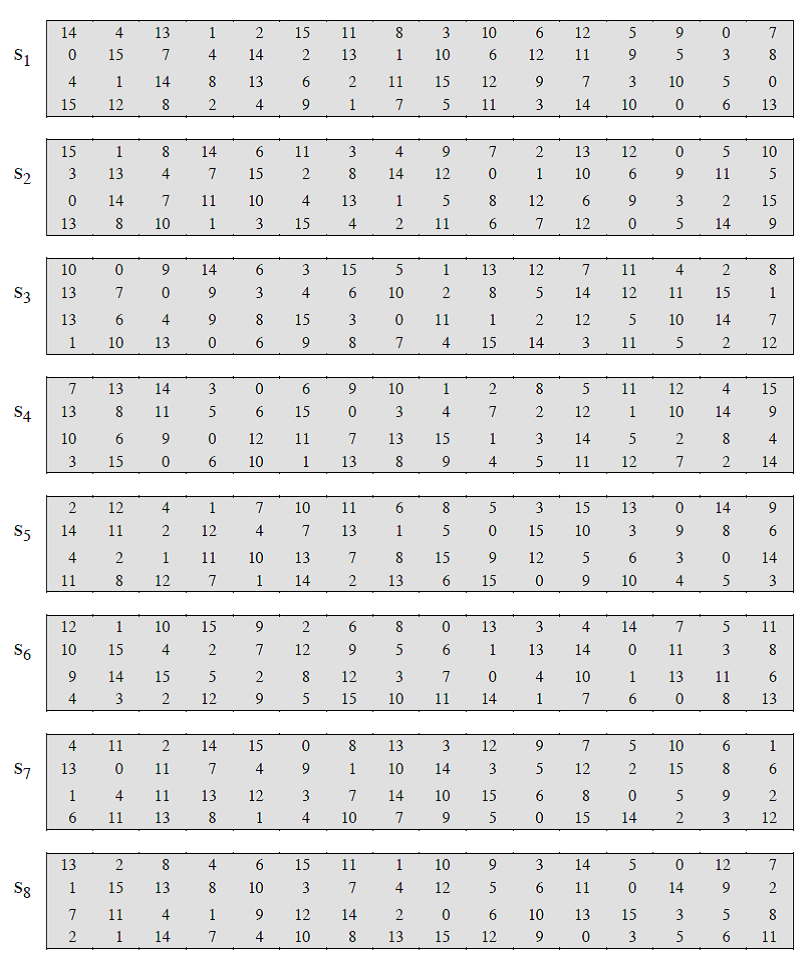 14 4 13 1 2 15 11 8 3 10 6 12 5 9 0 7
S1 0 15 7 4 14 2 13 1 10 6 12 11 9 5 3 8
4 1 14 8 13 6 2 11 15 12 9 7 3 10 5 0
15 12 8 2 4 9 1 7 5 11 3 14 10 0 6 13
15 1 8 14 6 11 3 4 9 7 2 13 12 0 5 10
S2 3 13 4 7 15 2 8 14 12 0 1 10 6 9 11 5
0 14 7 11 10 4 13 1 5 8 12 6 9 3 2 15
13 8 10 1 3 15 4 2 11 6 7 12 0 5 14 9
10 0 9 14 6 3 15 5 1 13 12 7 11 4 2 8
S3 13 7 0 9 3 4 6 10 2 8 5 14 12 11 15 1
13 6 4 9 8 15 3 0 11 1 2 12 5 10 14 7
1 10 13 0 6 9 8 7 4 15 14 3 11 5 2 12
7 13 14 3 0 6 9 10 1 2 8 5 11 12 4 15
S4 13 8 11 5 6 15 0 3 4 7 2 12 1 10 14 9
10 6 9 0 12 11 7 13 15 1 3 14 5 2 8 4
3 15 0 6 10 1 13 8 9 4 5 11 12 7 2 14
2 12 4 1 7 10 11 6 8 5 3 15 13 0 14 9
S5 14 11 2 12 4 7 13 1 5 0 15 10 3 9 8 6
4 2 1 11 10 13 7 8 15 9 12 5 6 3 0 14
11 8 12 7 1 14 2 13 6 15 0 9 10 4 5 3
12 1 10 15 9 2 6 8 0 13 3 4 14 7 5 11
S6 10 15 4 2 7 12 9 5 6 1 13 14 0 11 3 8
9 14 15 5 2 8 12 3 7 0 4 10 1 13 11 6
4 3 2 12 9 5 15 10 11 14 1 7 6 0 8 13
4 11 2 14 15 0 8 13 3 12 9 7 5 10 6 1
S7 13 0 11 7 4 9 1 10 14 3 5 12 2 15 8 6
1 4 11 13 12 3 7 14 10 15 6 8 0 5 9 2
6 11 13 8 1 4 10 7 9 5 0 15 14 2 3 12
13 2 8 4 6 15 11 1 10 9 3 14 5 0 12 7
S8 1 15 13 8 10 3 7 4 12 5 6 11 0 14 9 2
7 11 4 1 9 12 14 2 0 6 10 13 15 3 5 8
2 1 14 7 4 10 8 13 15 12 9 0 3 5 6 11